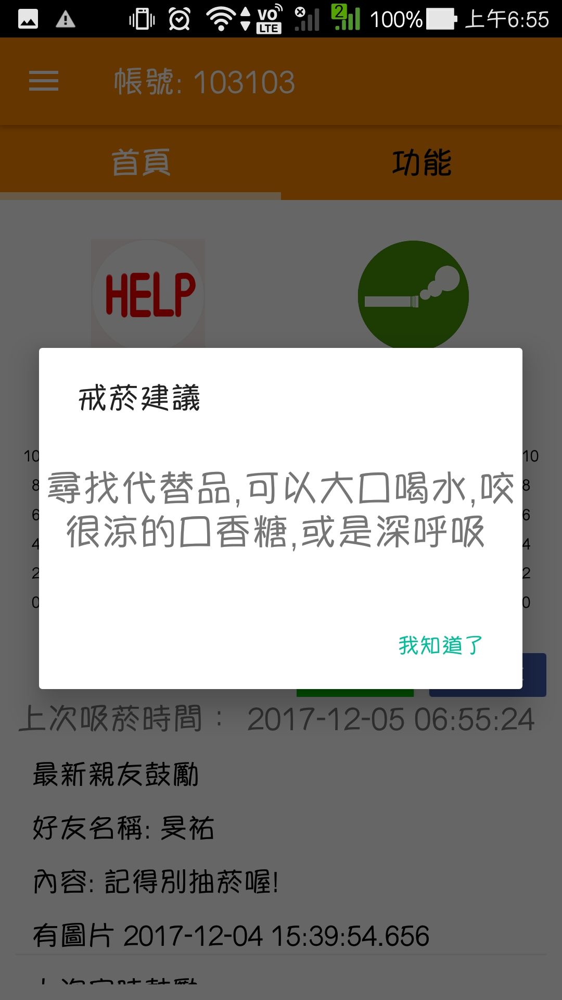 2 100% 上午6:55
VO
LTE
帳號: 103103
首頁 功能
HELP
戒菸建議
尋找代替品,可以大口喝水,咬
很涼的口香糖,或是深呼吸
我知道了
10 10
8 8
6 6
4 4
2 2
0 0
上次吸菸時間 : 2017-12-05 06:55:24
最新親友鼓勵
好友名稱: 旻祐
內容: 記得別抽菸喔!
有圖片 2017-12-04 15:39:54.656